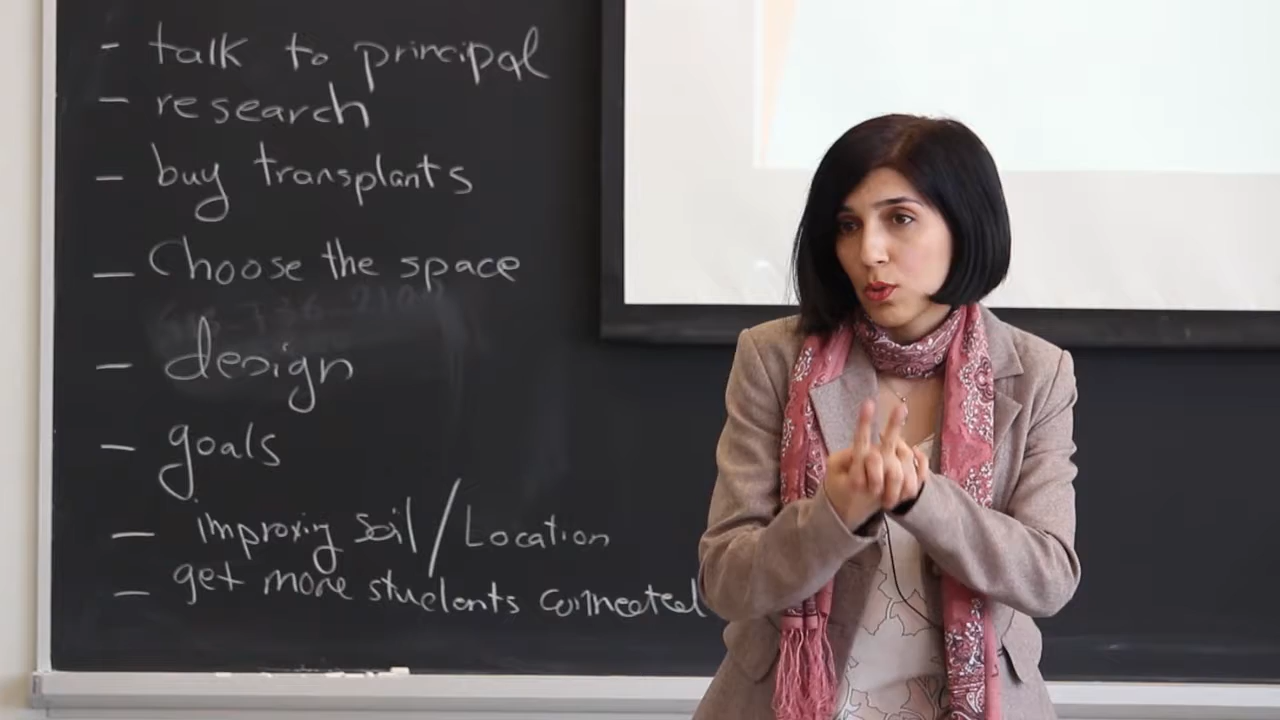 - talk to principal
- research
- buy transplants
- Choose the space
- design
- goals
- improving soil / Location
- get more students connected